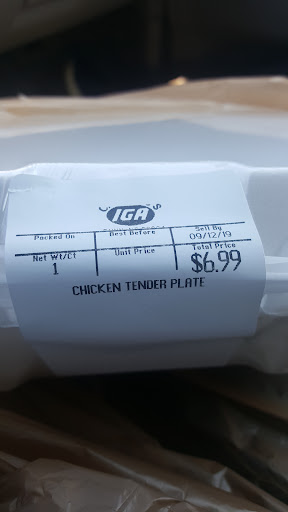 IGA
Packed On Best Before Sell By
09/12/19
Net Wt/Ct Unit Price Total Price
1 $6.99
CHICKEN TENDER PLATE